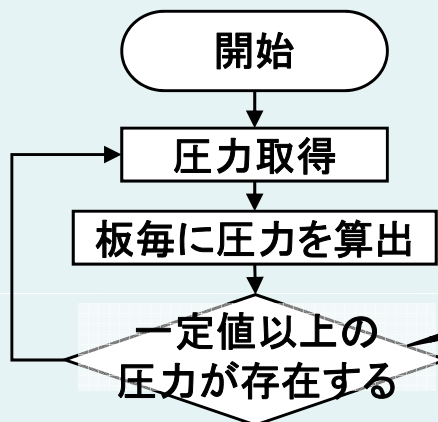 開始
圧力取得
板毎に圧力を算出
一定値以上の
圧力が存在する